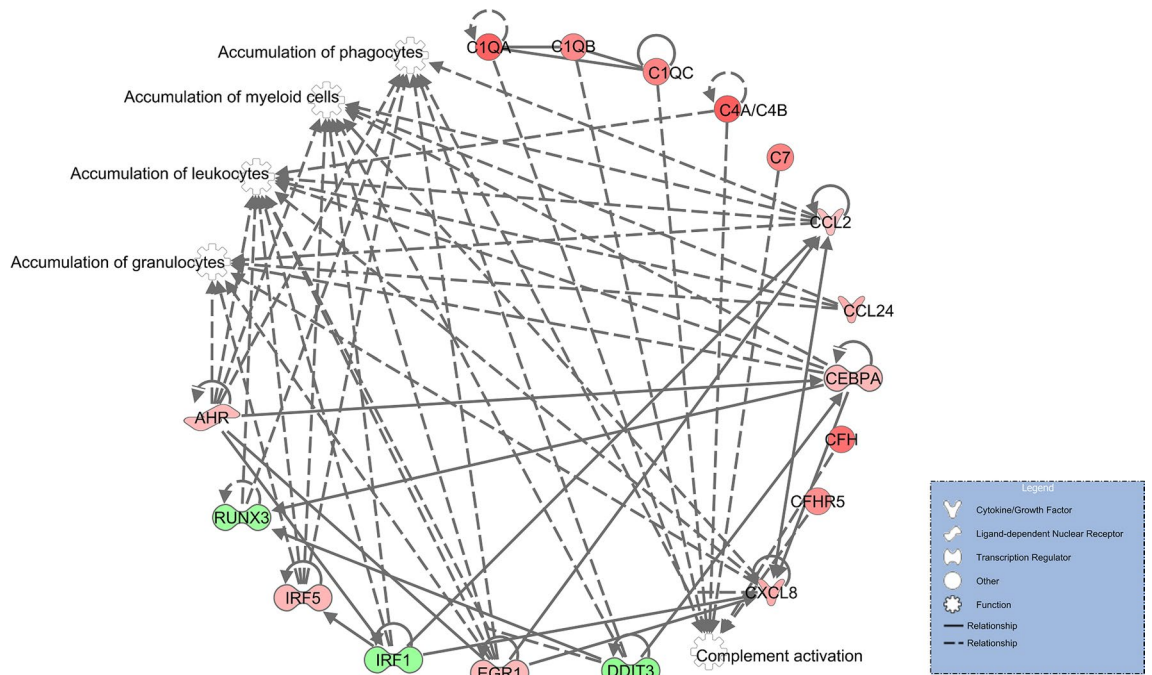 Accumulation of phagocytes
C1QA
C1QB
C1QC
Accumulation of myeloid cells
C4A/C4B
C7
Accumulation of leukocytes
CCL2
Accumulation of granulocytes
CCL24
CEBPA
AHR
CFH
CFHR5
RUNX3
IRF5
CXCL8
IRF1
EGR1
DDIT3
Complement activation
Legend
Cytokine/Growth Factor
Ligand-dependent Nuclear Receptor
Transcription Regulator
Other
Function
Relationship
Relationship